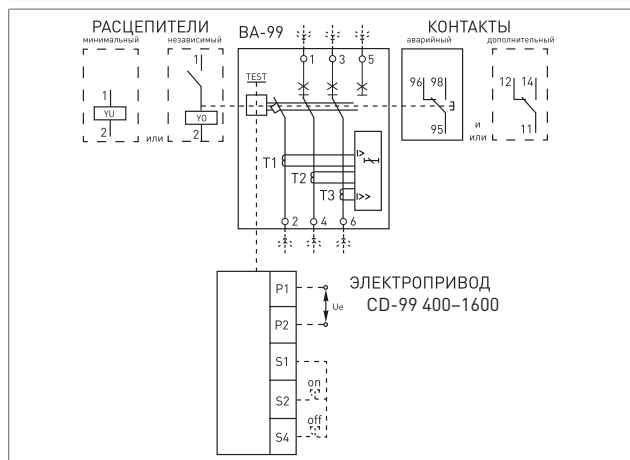 РАСЦЕПИТЕЛИ
минимальный
независимый
ВА-99
КОНТАКТЫ
аварийный
дополнительный
1
3
5
1
1
TEST
96
98
12
14
YU
YO
2
или
2
95
и
или
11
I>
T1
T2
T3
I>>
2
4
6
P1
ЭЛЕКТРОПРИВОД
Ue
CD-99 400–1600
P2
S1
on
S2
off
S4